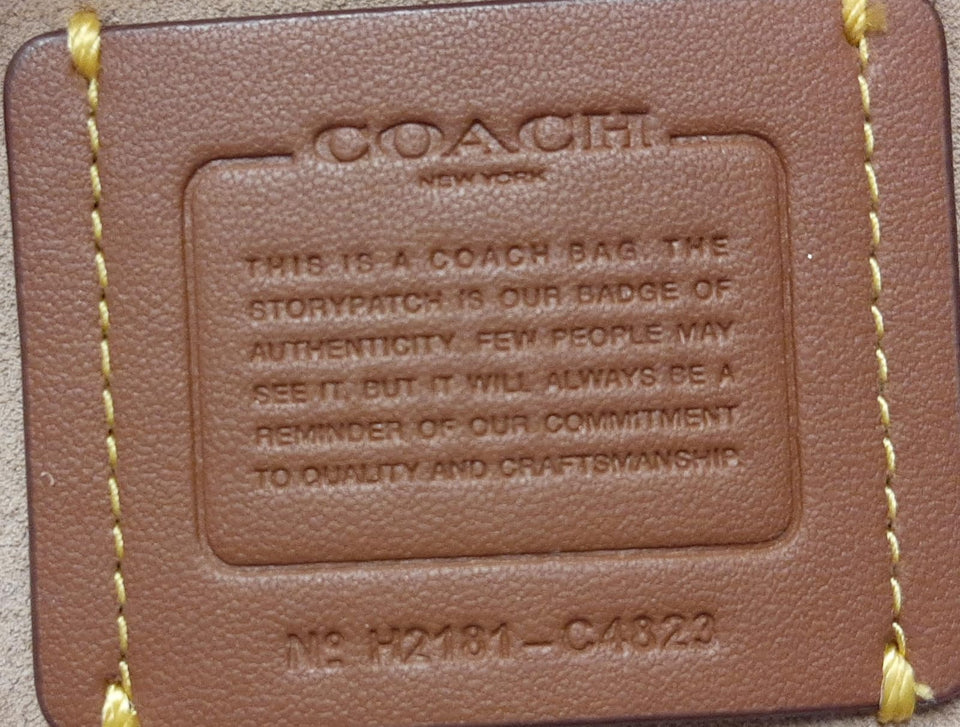 COACH
NEW YORK
THIS IS A COACH BAG. THE
STORYPATCH IS OUR BADGE OF
AUTHENTICITY. FEW PEOPLE MAY
SEE IT, BUT IT WILL ALWAYS BE A
REMINDER OF OUR COMMITMENT
TO QUALITY AND CRAFTSMANSHIP.
Nº H2181-C4823